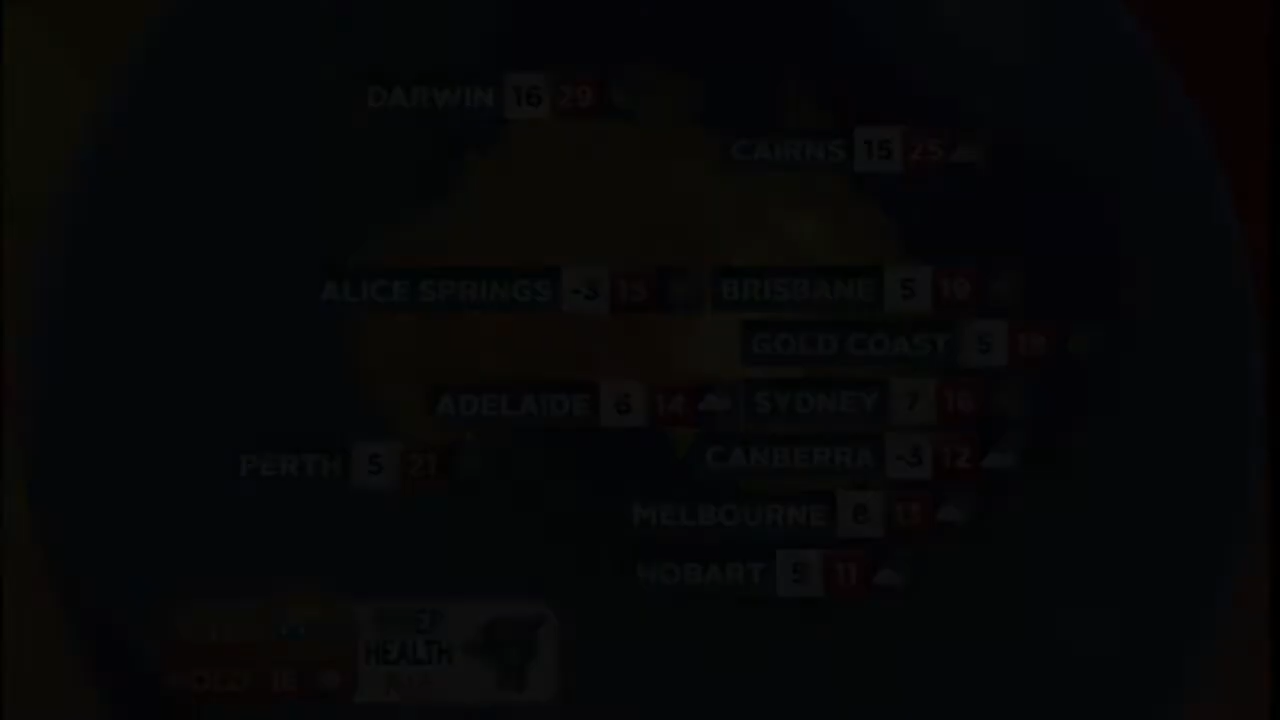 DARWIN 16 29
CAIRNS 15 25
ALICE SPRINGS -3 15
BRISBANE 5 19
GOLD COAST 5
ADELAIDE 6 14
SYDNEY 7 16
PERTH 5 21
CANBERRA -3 12
MELBOURNE 6 13
HOBART 5 11
HEALTH